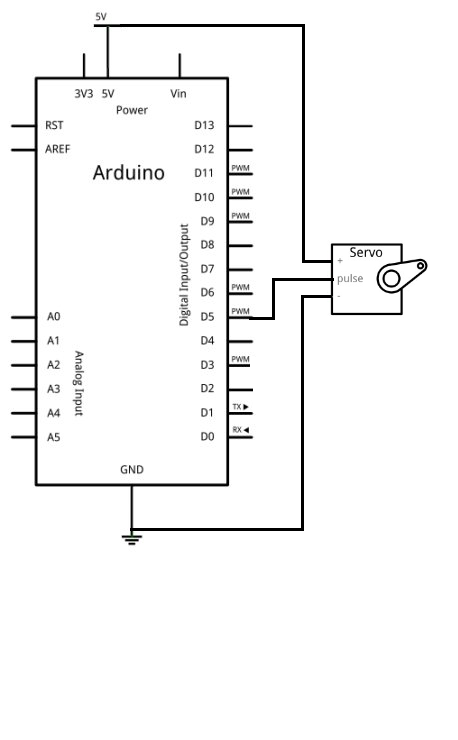 5V
3V3 5V Vin
Power
RST D13
AREF D12
Arduino
D11 PWM
D10 PWM
D9 PWM
D8
D7
D6 PWM
A0 D5 PWM
A1 D4
A2 D3 PWM
A3 D2
A4 D1 TX ▶
A5 D0 RX ◀
Digital Input/Output
Analog Input
GND
Servo
+
pulse
-